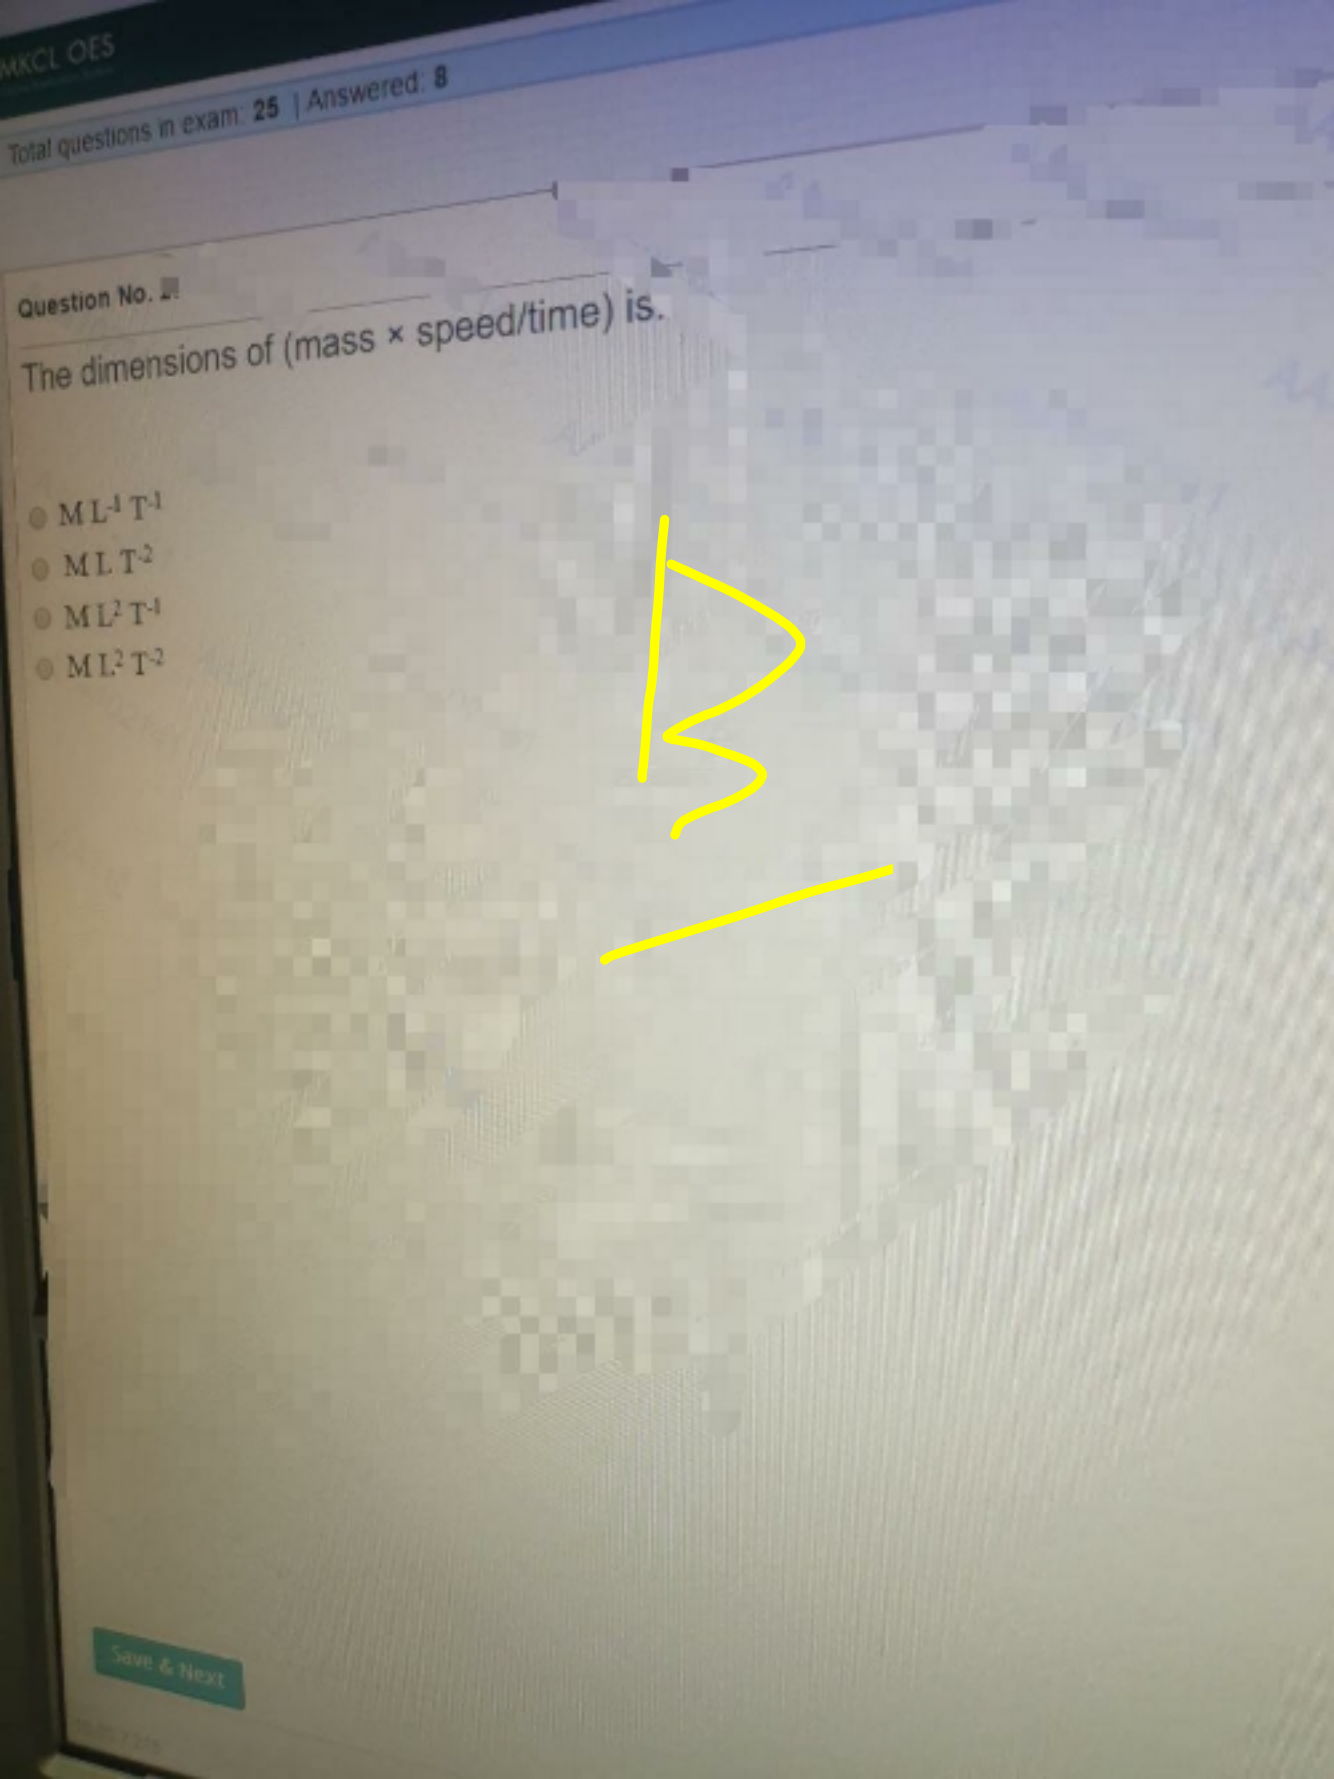 MKCL OES
Total questions in exam: 25 | Answered: 8
Question No.
The dimensions of (mass × speed/time) is.
M L⁻¹ T⁻¹
M L T⁻²
M L² T⁻¹
M L² T⁻²
B
Save & Next